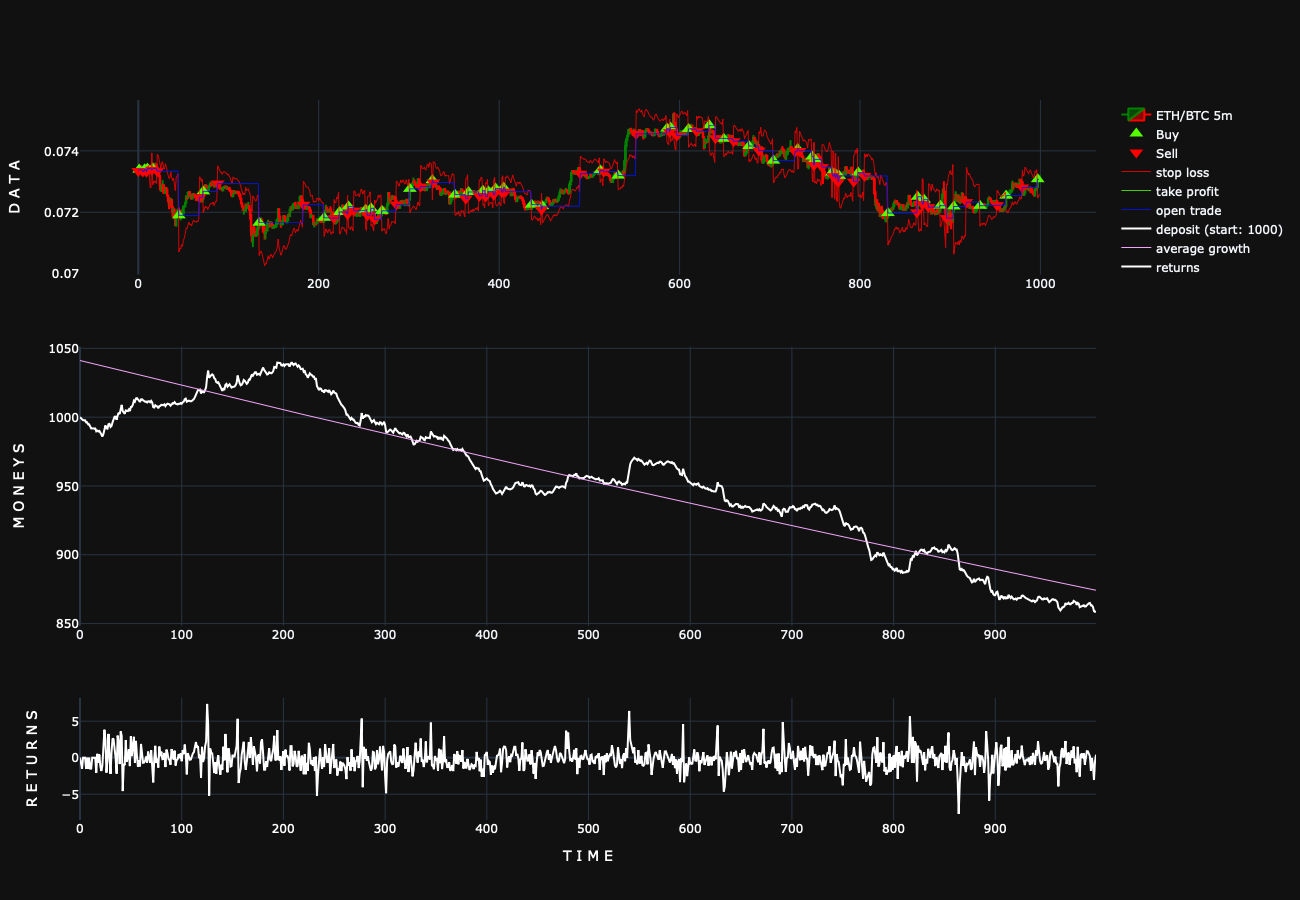 DATA
0.074
0.072
0.07
0 200 400 600 800 1000
ETH/BTC 5m
Buy
Sell
stop loss
take profit
open trade
deposit (start: 1000)
average growth
returns
MONEYS
1050
1000
950
900
850
0 100 200 300 400 500 600 700 800 900
RETURNS
5
0
−5
0 100 200 300 400 500 600 700 800 900
TIME